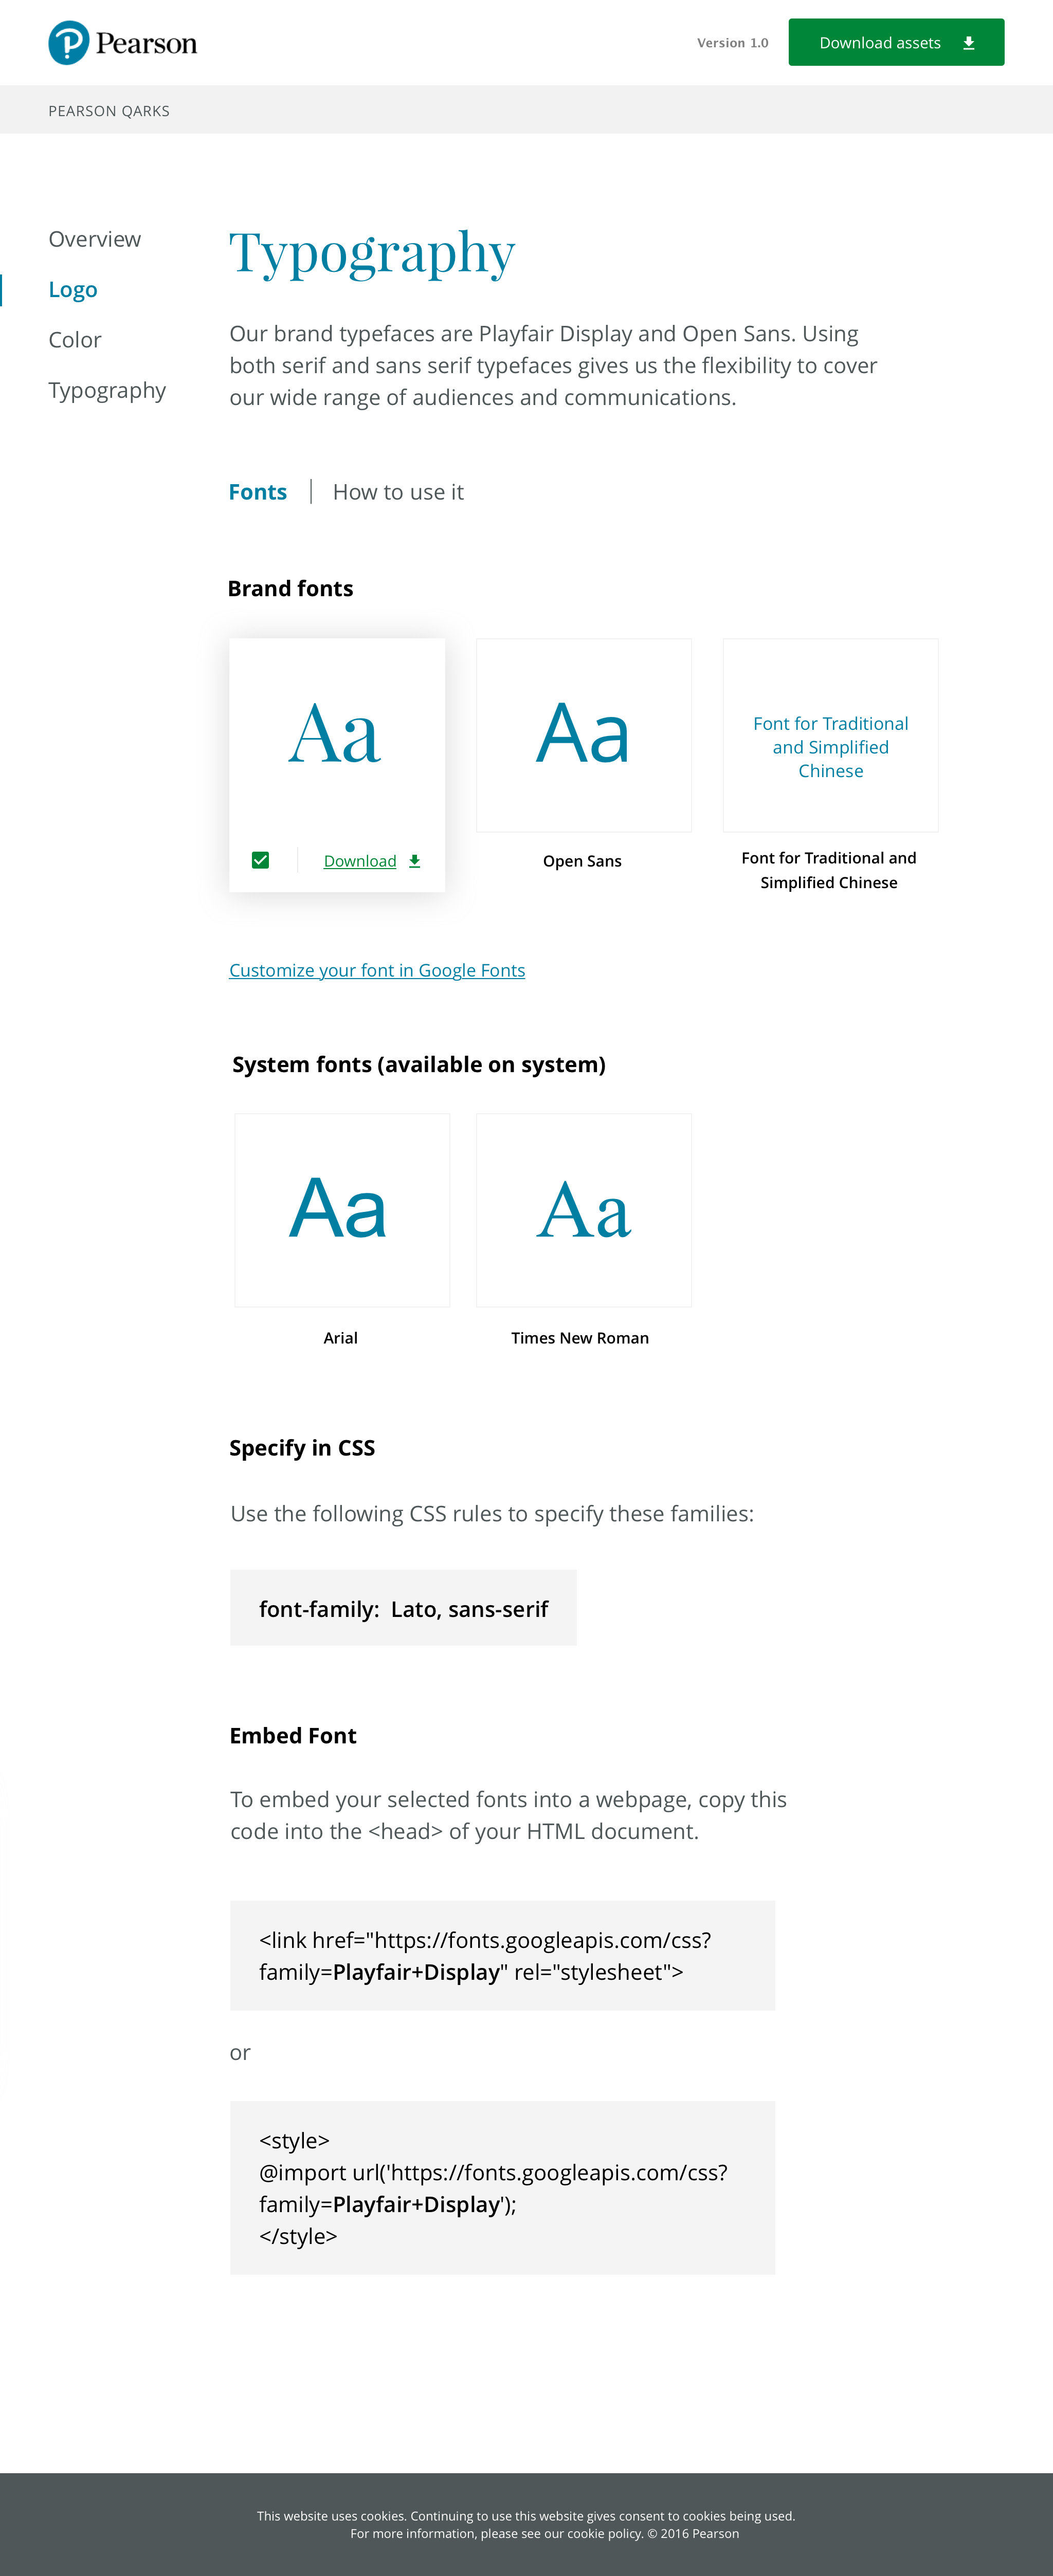 Pearson
Version 1.0
Download assets
PEARSON QARKS
Overview
Logo
Color
Typography
Typography
Our brand typefaces are Playfair Display and Open Sans. Using
both serif and sans serif typefaces gives us the flexibility to cover
our wide range of audiences and communications.
Fonts
How to use it
Brand fonts
Aa
Download
Aa
Open Sans
Font for Traditional
and Simplified
Chinese
Font for Traditional and
Simplified Chinese
Customize your font in Google Fonts
System fonts (available on system)
Aa
Arial
Aa
Times New Roman
Specify in CSS
Use the following CSS rules to specify these families:
font-family: Lato, sans-serif
Embed Font
To embed your selected fonts into a webpage, copy this
code into the <head> of your HTML document.
<link href="https://fonts.googleapis.com/css?
family=Playfair+Display" rel="stylesheet">
or
<style>
@import url('https://fonts.googleapis.com/css?
family=Playfair+Display');
</style>
This website uses cookies. Continuing to use this website gives consent to cookies being used.
For more information, please see our cookie policy. © 2016 Pearson